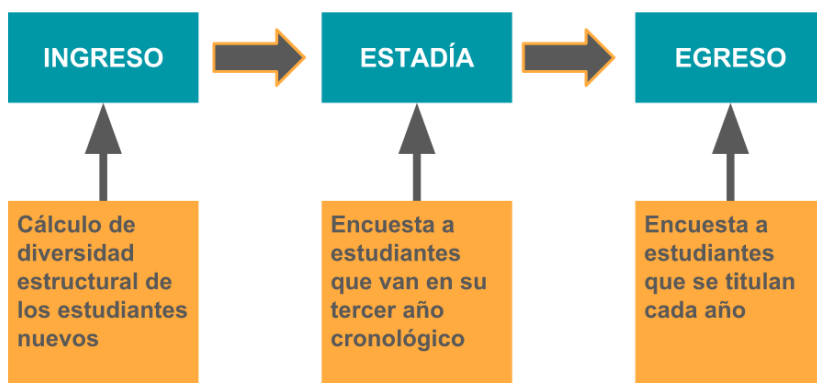 INGRESO
ESTADÍA
EGRESO
Cálculo de
diversidad
estructural de
los estudiantes
nuevos
Encuesta a
estudiantes
que van en su
tercer año
cronológico
Encuesta a
estudiantes
que se titulan
cada año